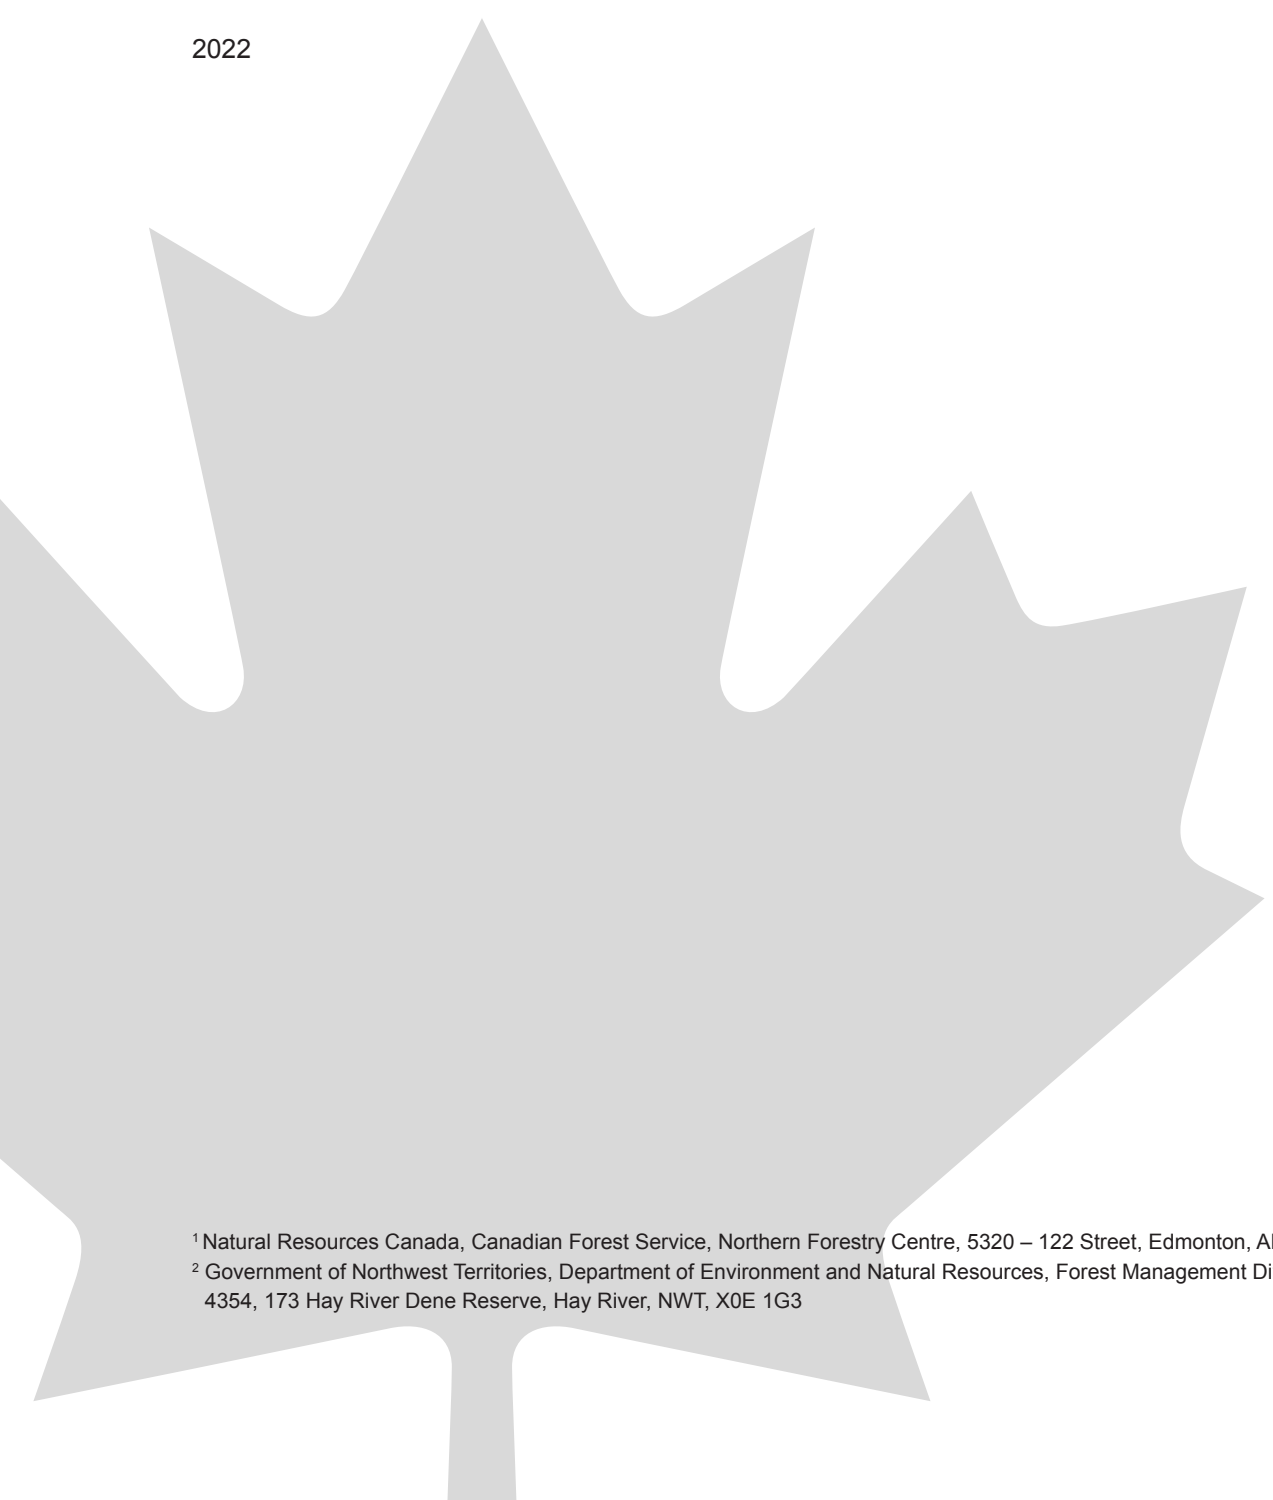 2022
¹ Natural Resources Canada, Canadian Forest Service, Northern Forestry Centre, 5320 – 122 Street, Edmonton,
² Government of Northwest Territories, Department of Environment and Natural Resources, Forest Management
4354, 173 Hay River Dene Reserve, Hay River, NWT, X0E 1G3